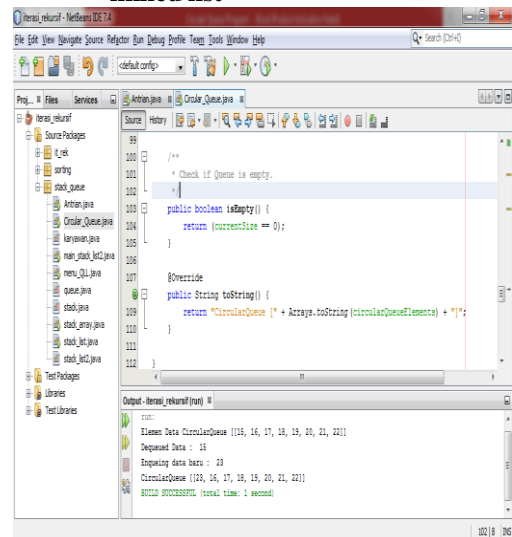 linked list
iterasi_rekursif - NetBeans IDE 7.4
File Edit View Navigate Source Refactor Run Debug Profile Team Tools Window Help
Search (Ctrl+I)
<default config>
Proj... Files Services
Antrian.java Circular_Queue.java
Source History
iterasi_rekursif
Source Packages
it_rek
sorting
stack_queue
Antrian.java
Circular_Queue.java
karyawan.java
main_stack_list2.java
menu_QLL.java
queue.java
stack.java
stack_array.java
stack_list.java
stack_list2.java
Test Packages
Libraries
Test Libraries
99
100 /**
101 * Check if Queue is empty.
102 */
103 public boolean isEmpty() {
104 return (currentSize == 0);
105 }
106
107 @Override
public String toString() {
109 return "CircularQueue [" + Arrays.toString(circularQueueElements) + "]";
110 }
111
112 }
Output - iterasi_rekursif (run)
run:
Elemen Data CircularQueue [[15, 16, 17, 18, 19, 20, 21, 22]]
Dequeued Data : 15
Enqueing data baru : 23
CircularQueue [[23, 16, 17, 18, 19, 20, 21, 22]]
BUILD SUCCESSFUL (total time: 1 second)
102 | 8 INS